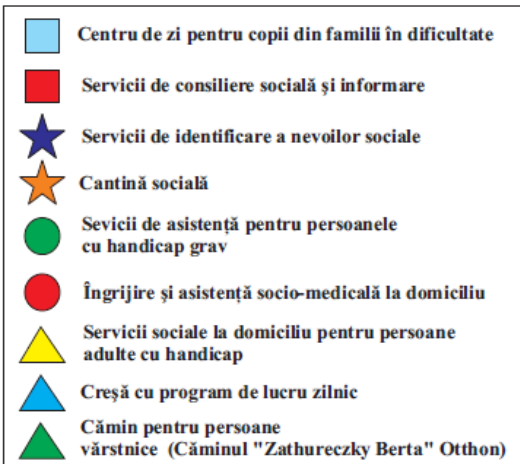 Centru de zi pentru copii din familii în dificultate
Servicii de consiliere socială şi informare
Servicii de identificare a nevoilor sociale
Cantină socială
Sevicii de asistenţă pentru persoanele
cu handicap grav
Îngrijire şi asistenţă socio-medicală la domiciliu
Servicii sociale la domiciliu pentru persoane
adulte cu handicap
Creşă cu program de lucru zilnic
Cămin pentru persoane
vărstnice (Căminul "Zathureczky Berta" Otthon)